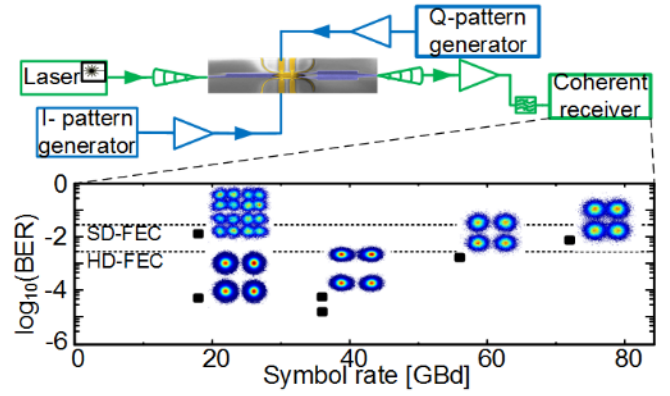 Q-pattern
generator
Laser
Coherent
receiver
I- pattern
generator
log₁₀(BER)
0
-2
-4
-6
SD-FEC
HD-FEC
0
20
40
60
80
Symbol rate [GBd]